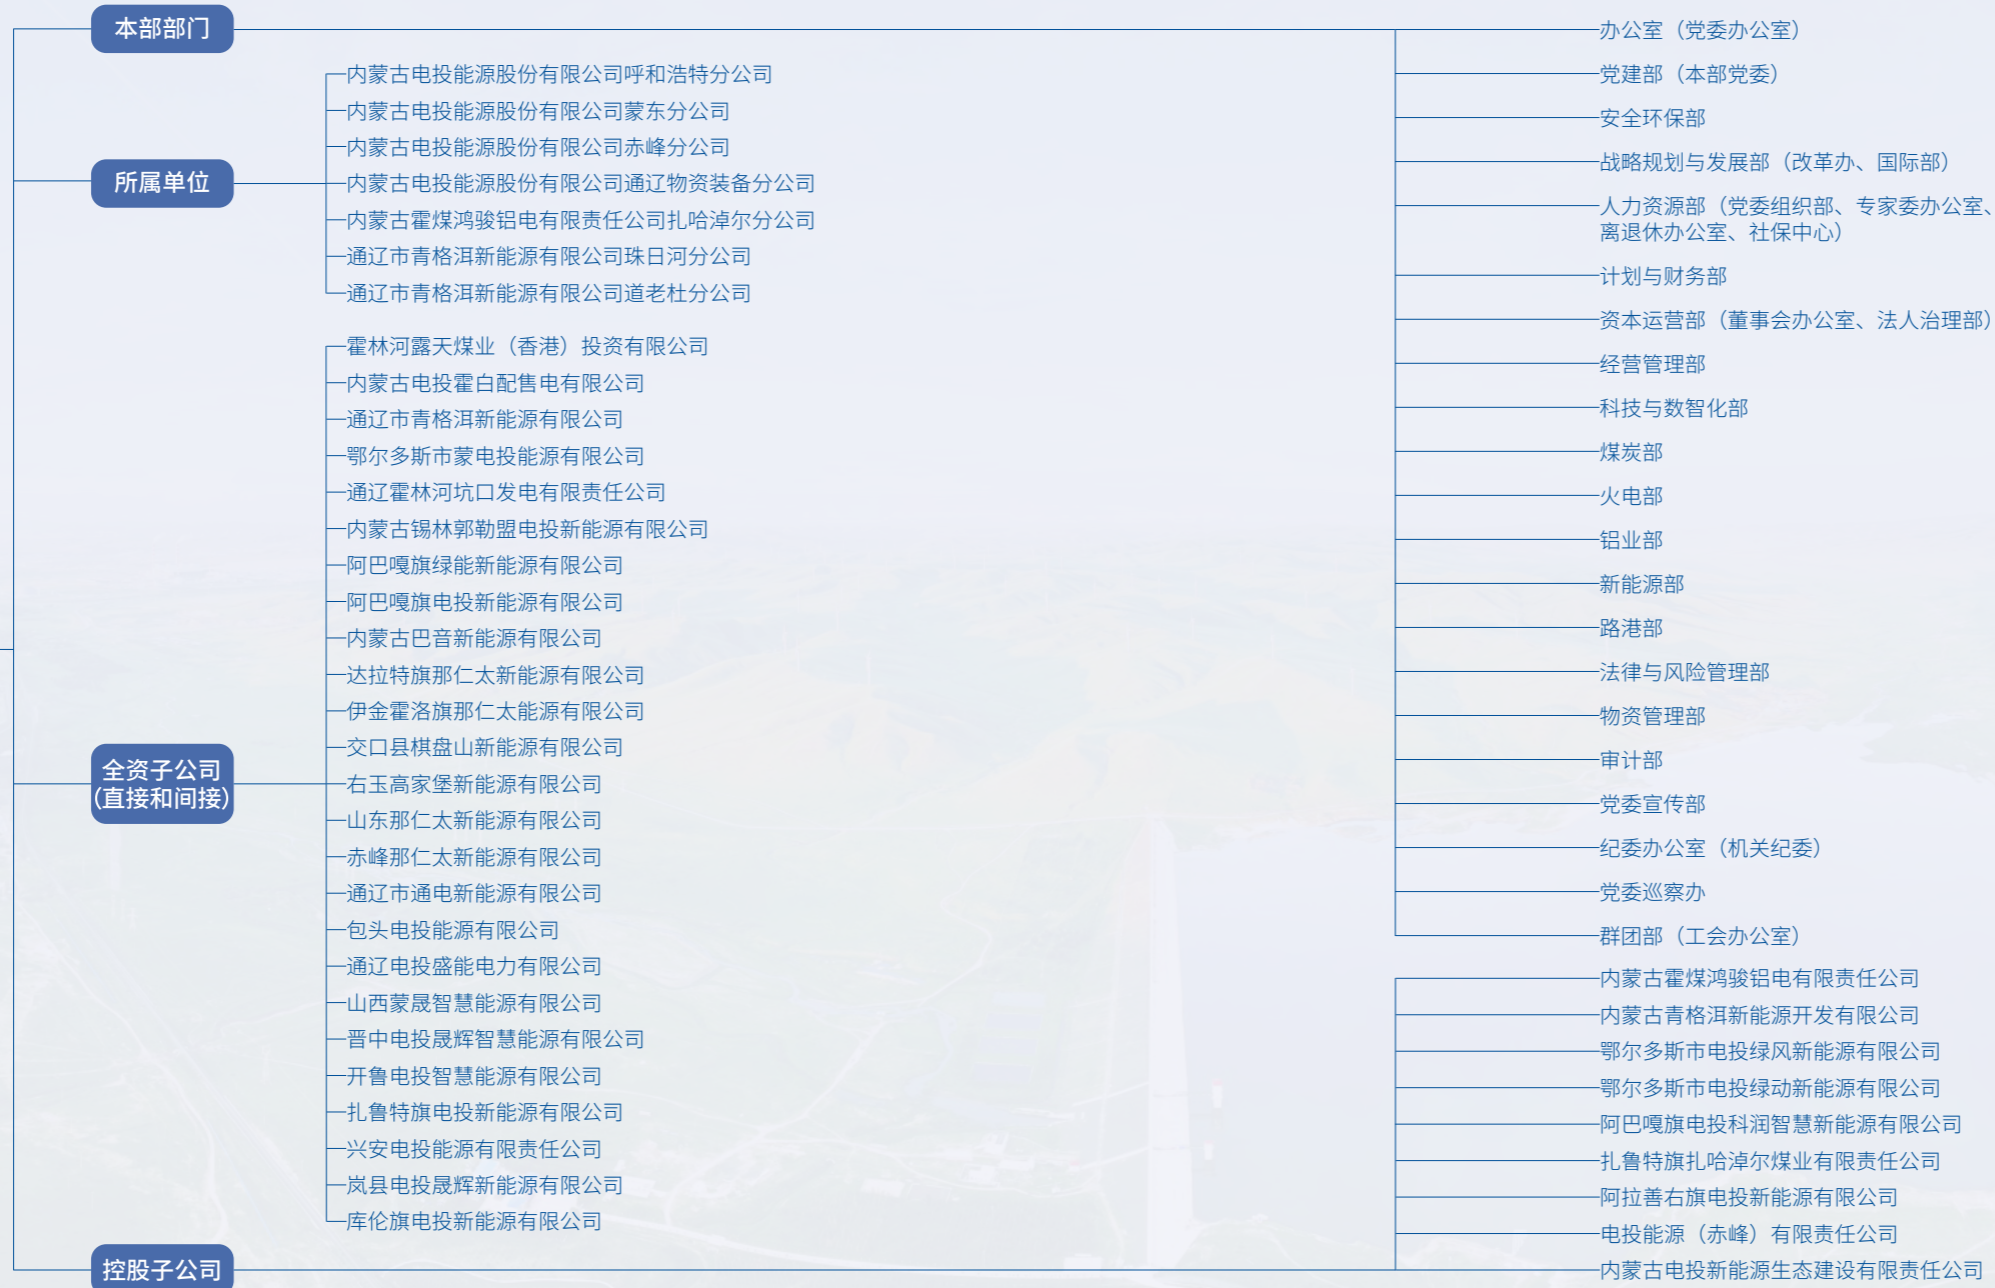 本部部门
办公室（党委办公室）
党建部（本部党委）
安全环保部
战略规划与发展部（改革办、国际部）
人力资源部（党委组织部、专家委办公室、
离退休办公室、社保中心）
计划与财务部
资本运营部（董事会办公室、法人治理部）
经营管理部
科技与数智化部
煤炭部
火电部
铝业部
新能源部
路港部
法律与风险管理部
物资管理部
审计部
党委宣传部
纪委办公室（机关纪委）
党委巡察办
群团部（工会办公室）
所属单位
内蒙古电投能源股份有限公司呼和浩特分公司
内蒙古电投能源股份有限公司蒙东分公司
内蒙古电投能源股份有限公司赤峰分公司
内蒙古电投能源股份有限公司通辽物资装备分公司
内蒙古霍煤鸿骏铝电有限责任公司扎哈淖尔分公司
通辽市青格洱新能源有限公司珠日河分公司
通辽市青格洱新能源有限公司道老杜分公司
全资子公司
(直接和间接)
霍林河露天煤业（香港）投资有限公司
内蒙古电投霍白配售电有限公司
通辽市青格洱新能源有限公司
鄂尔多斯市蒙电投能源有限公司
通辽霍林河坑口发电有限责任公司
内蒙古锡林郭勒盟电投新能源有限公司
阿巴嘎旗绿能新能源有限公司
阿巴嘎旗电投新能源有限公司
内蒙古巴音新能源有限公司
达拉特旗那仁太新能源有限公司
伊金霍洛旗那仁太能源有限公司
交口县棋盘山新能源有限公司
右玉高家堡新能源有限公司
山东那仁太新能源有限公司
赤峰那仁太新能源有限公司
通辽市通电新能源有限公司
包头电投能源有限公司
通辽电投盛能电力有限公司
山西蒙晟智慧能源有限公司
晋中电投晟辉智慧能源有限公司
开鲁电投智慧能源有限公司
扎鲁特旗电投新能源有限公司
兴安电投能源有限责任公司
岚县电投晟辉新能源有限公司
库伦旗电投新能源有限公司
控股子公司
内蒙古霍煤鸿骏铝电有限责任公司
内蒙古青格洱新能源开发有限公司
鄂尔多斯市电投绿风新能源有限公司
鄂尔多斯市电投绿动新能源有限公司
阿巴嘎旗电投科润智慧新能源有限公司
扎鲁特旗扎哈淖尔煤业有限责任公司
阿拉善右旗电投新能源有限公司
电投能源（赤峰）有限责任公司
内蒙古电投新能源生态建设有限责任公司